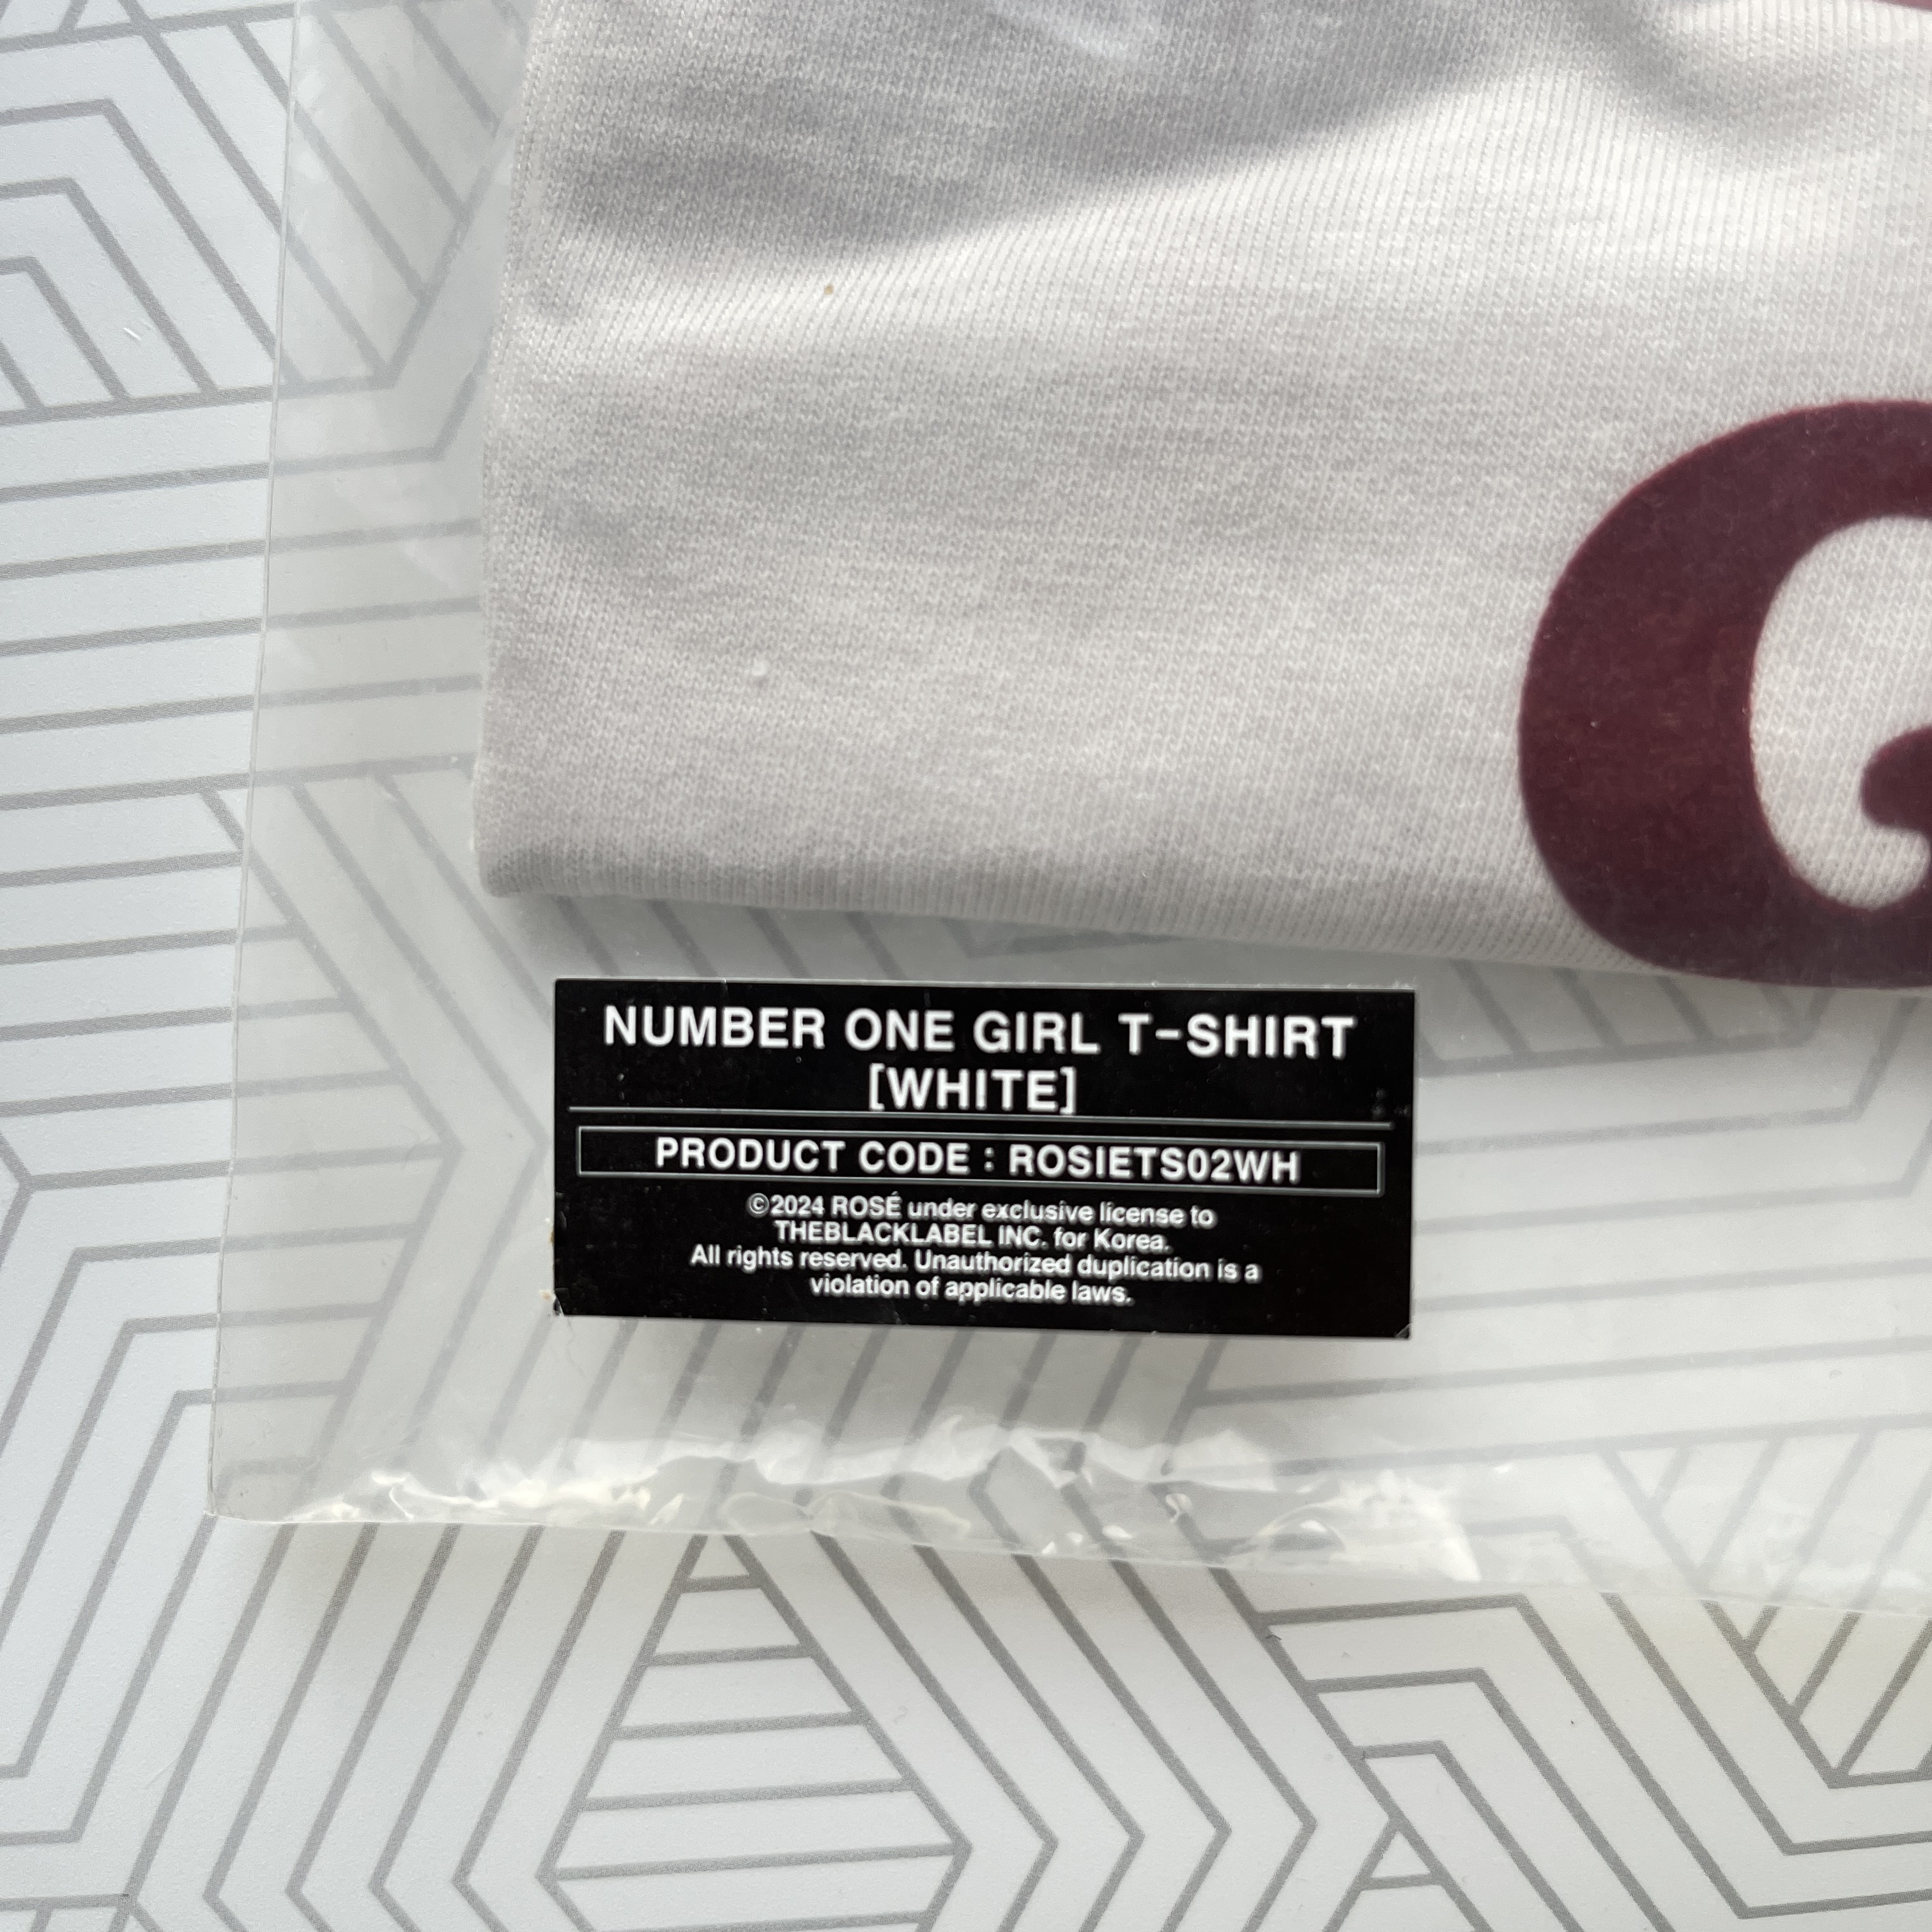 G
NUMBER ONE GIRL T-SHIRT
[WHITE]
PRODUCT CODE : ROSIETS02WH
©2024 ROSÉ under exclusive license to
THEBLACKLABEL INC. for Korea.
All rights reserved. Unauthorized duplication is a
violation of applicable laws.